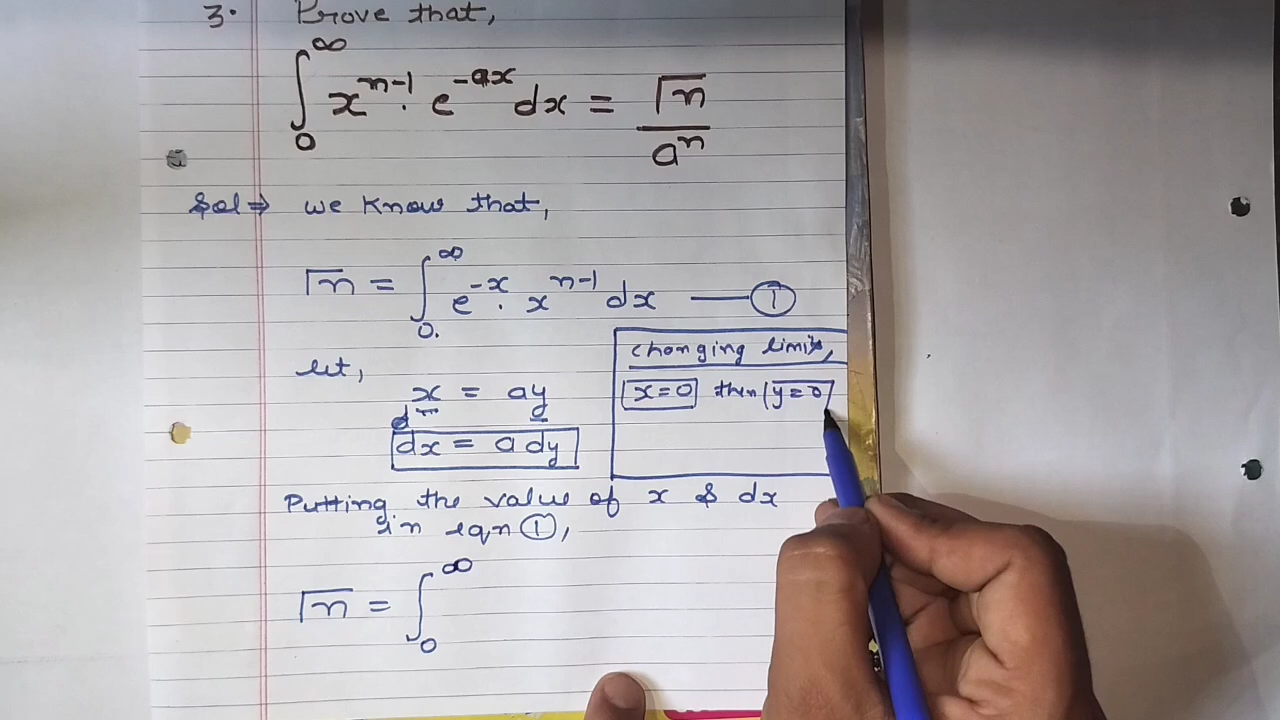 3. Prove that,
∫₀^∞ x^(n-1) . e^(-ax) dx = Γn / a^n
Sol ⇒ We Know that,
Γn = ∫₀^∞ e^(-x) . x^(n-1) dx —— ①
let,
changing limits,
x = ay
x=0 then y=0
dx = a dy
Putting the value of x & dx
in eqn ①,
Γn = ∫₀^∞